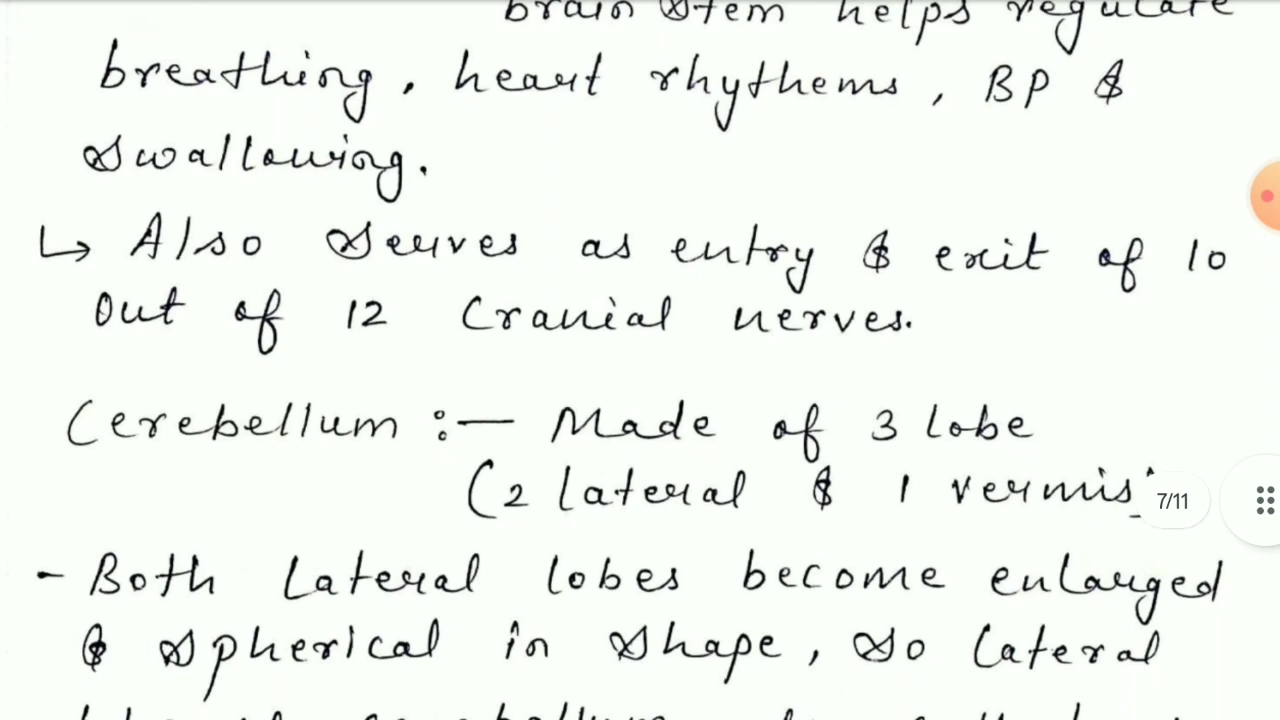 brain stem helps regulate
breathing, heart rhythems, BP &
swallowing.
↳ Also serves as entry & exit of 10
out of 12 cranial nerves.
Cerebellum :— Made of 3 lobe
(2 lateral & 1 vermis)
7/11
- Both lateral lobes become enlarged
& spherical in shape, so lateral